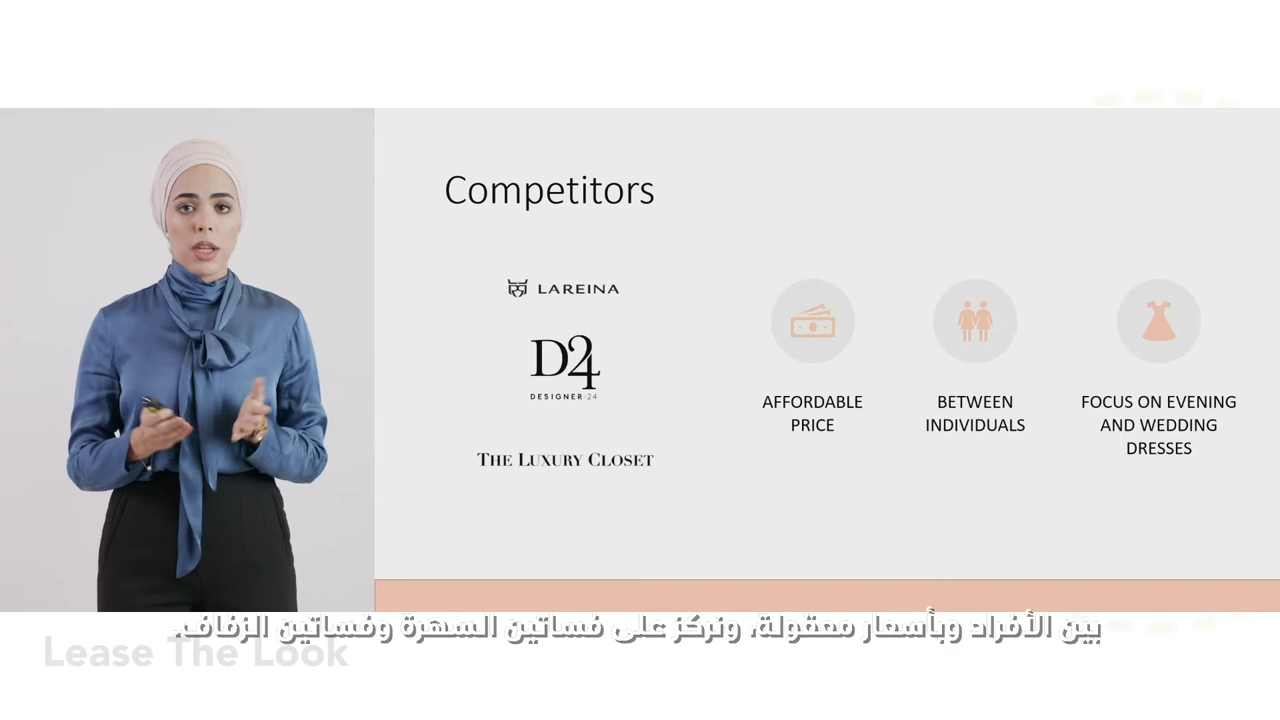 Competitors
LAREINA
D24
DESIGNER-24
THE LUXURY CLOSET
AFFORDABLE
PRICE
BETWEEN
INDIVIDUALS
FOCUS ON EVENING
AND WEDDING
DRESSES
بين الأفراد وبأسعار معقولة، ونركز على فساتين السهرة وفساتين الزفاف.
Lease The Look